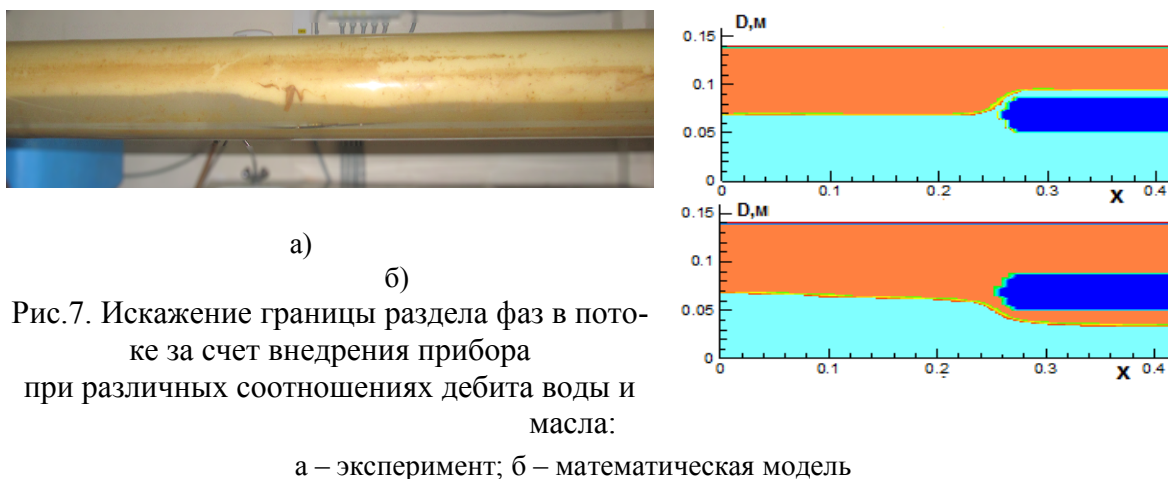 D,м
0.15
0.1
0.05
0
0
0.1
0.2
0.3
X
0.4
D,м
0.15
0.1
0.05
0
0
0.1
0.2
0.3
X
0.4
а)
б)
Рис.7. Искажение границы раздела фаз в пото-
ке за счет внедрения прибора
при различных соотношениях дебита воды и
масла:
а – эксперимент; б – математическая модель